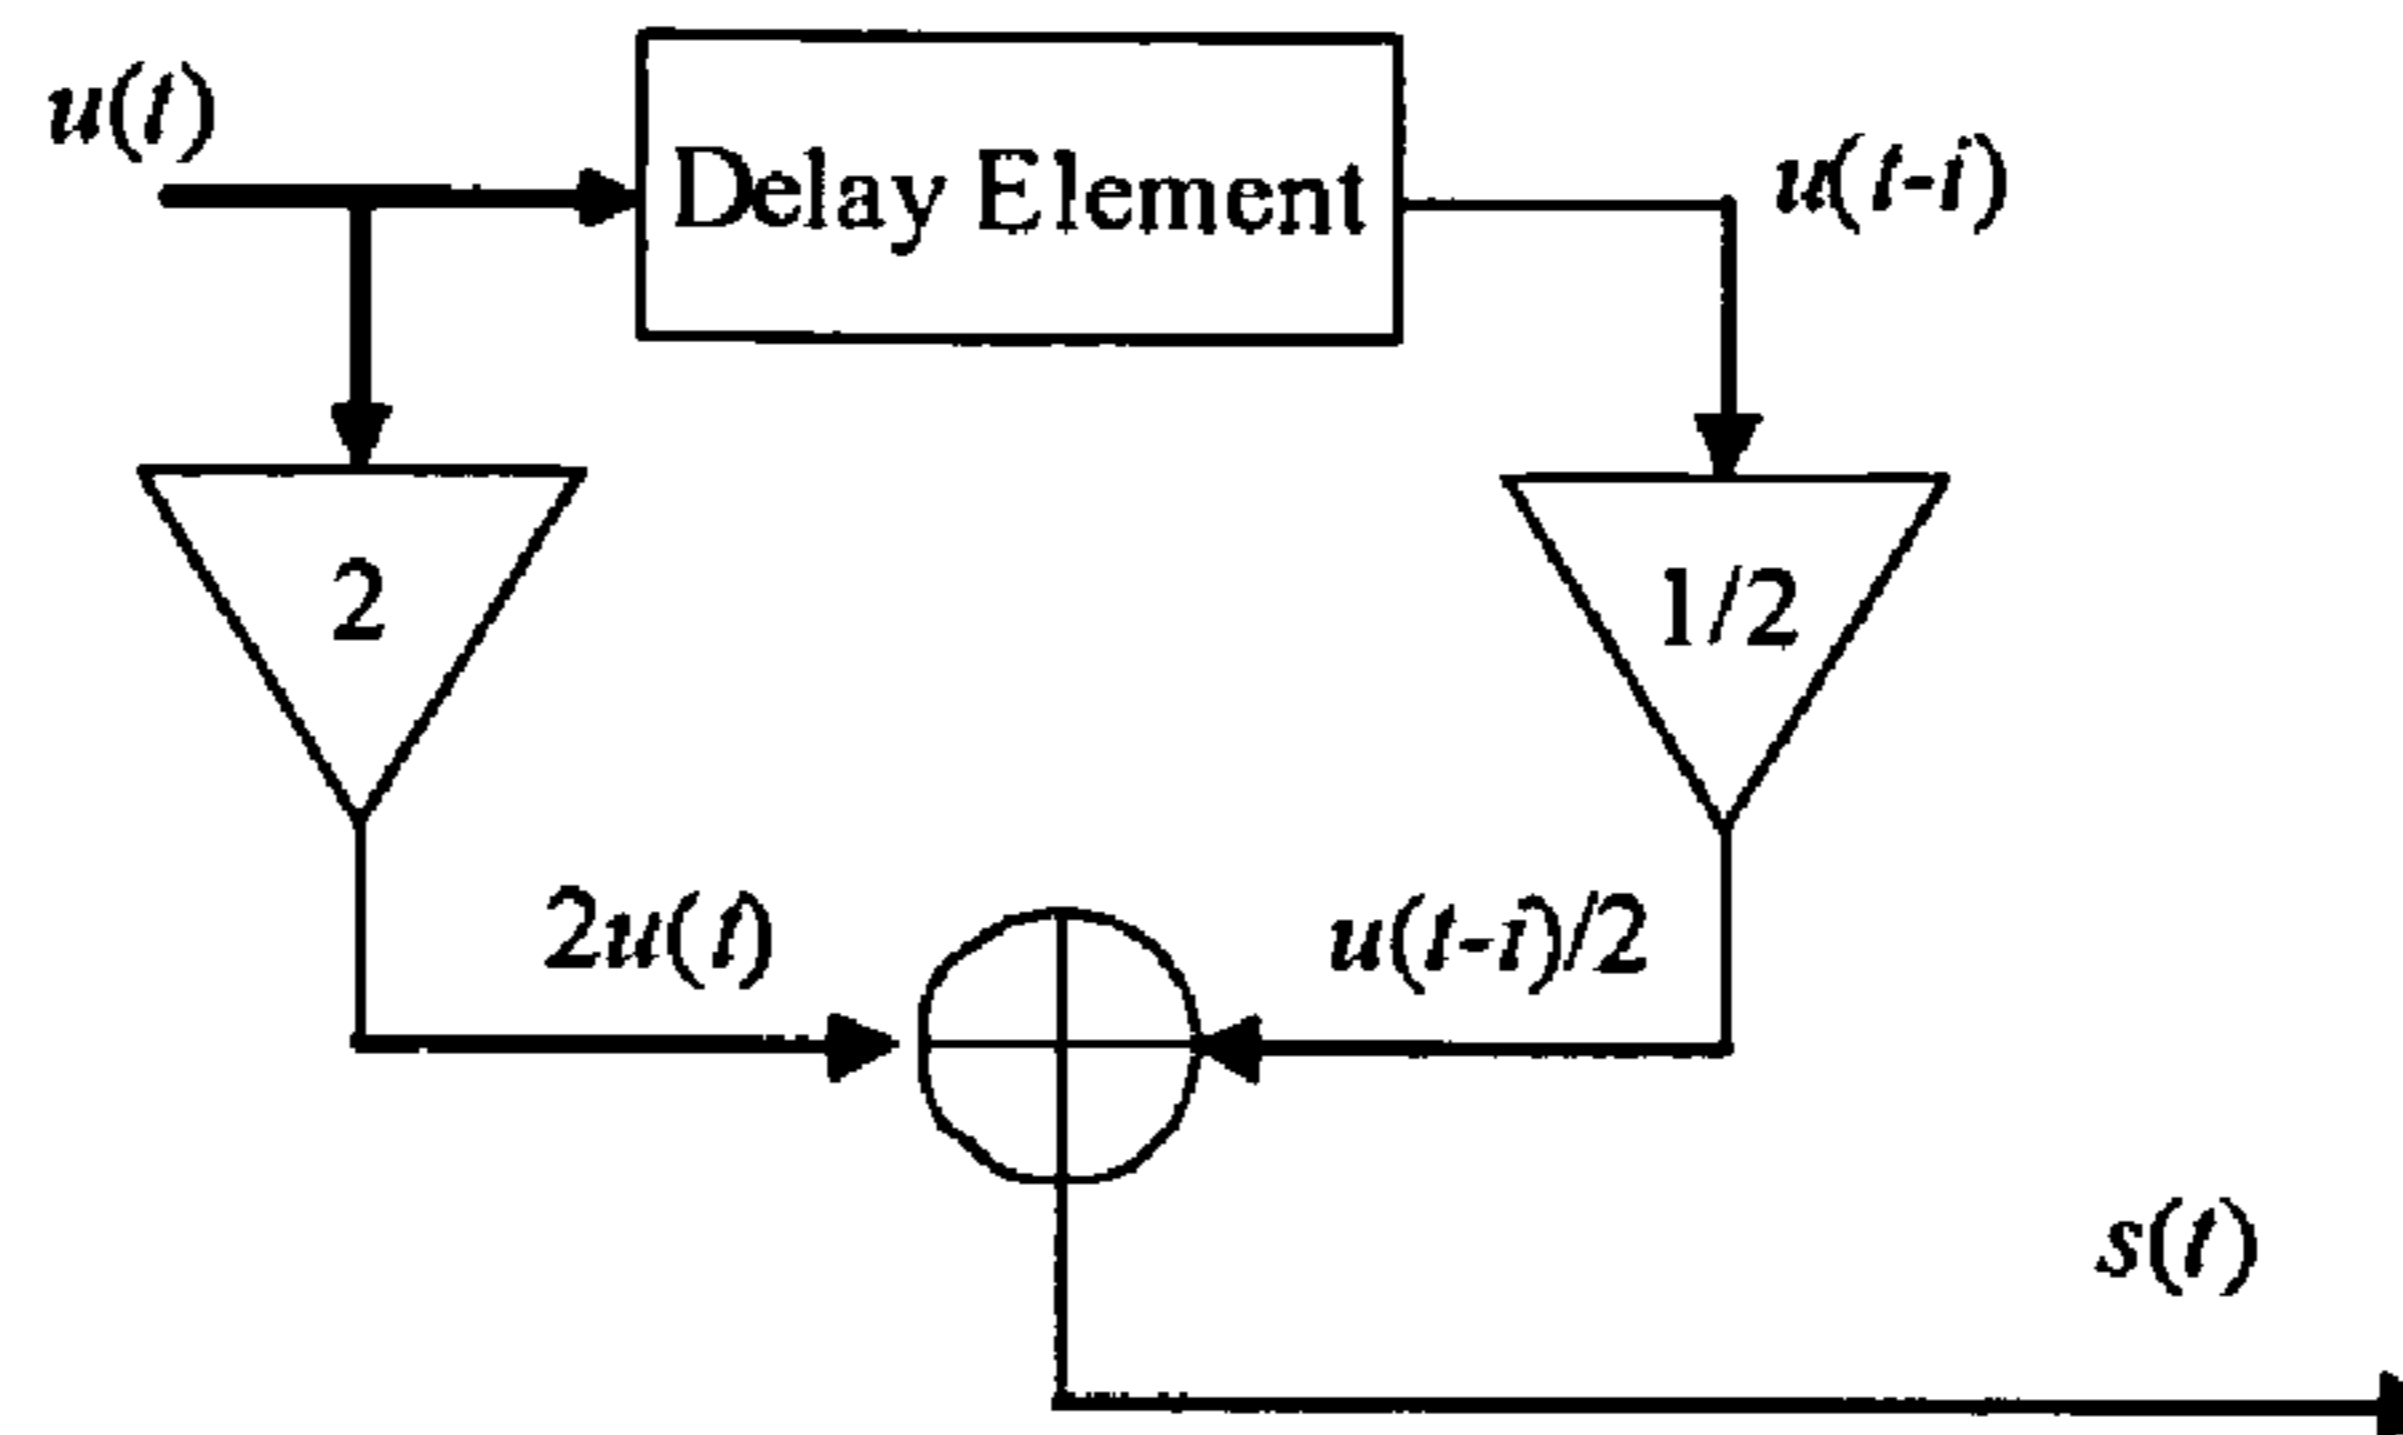 u(t)
Delay Element
u(t-i)
2
1/2
2u(t)
u(t-i)/2
s(t)